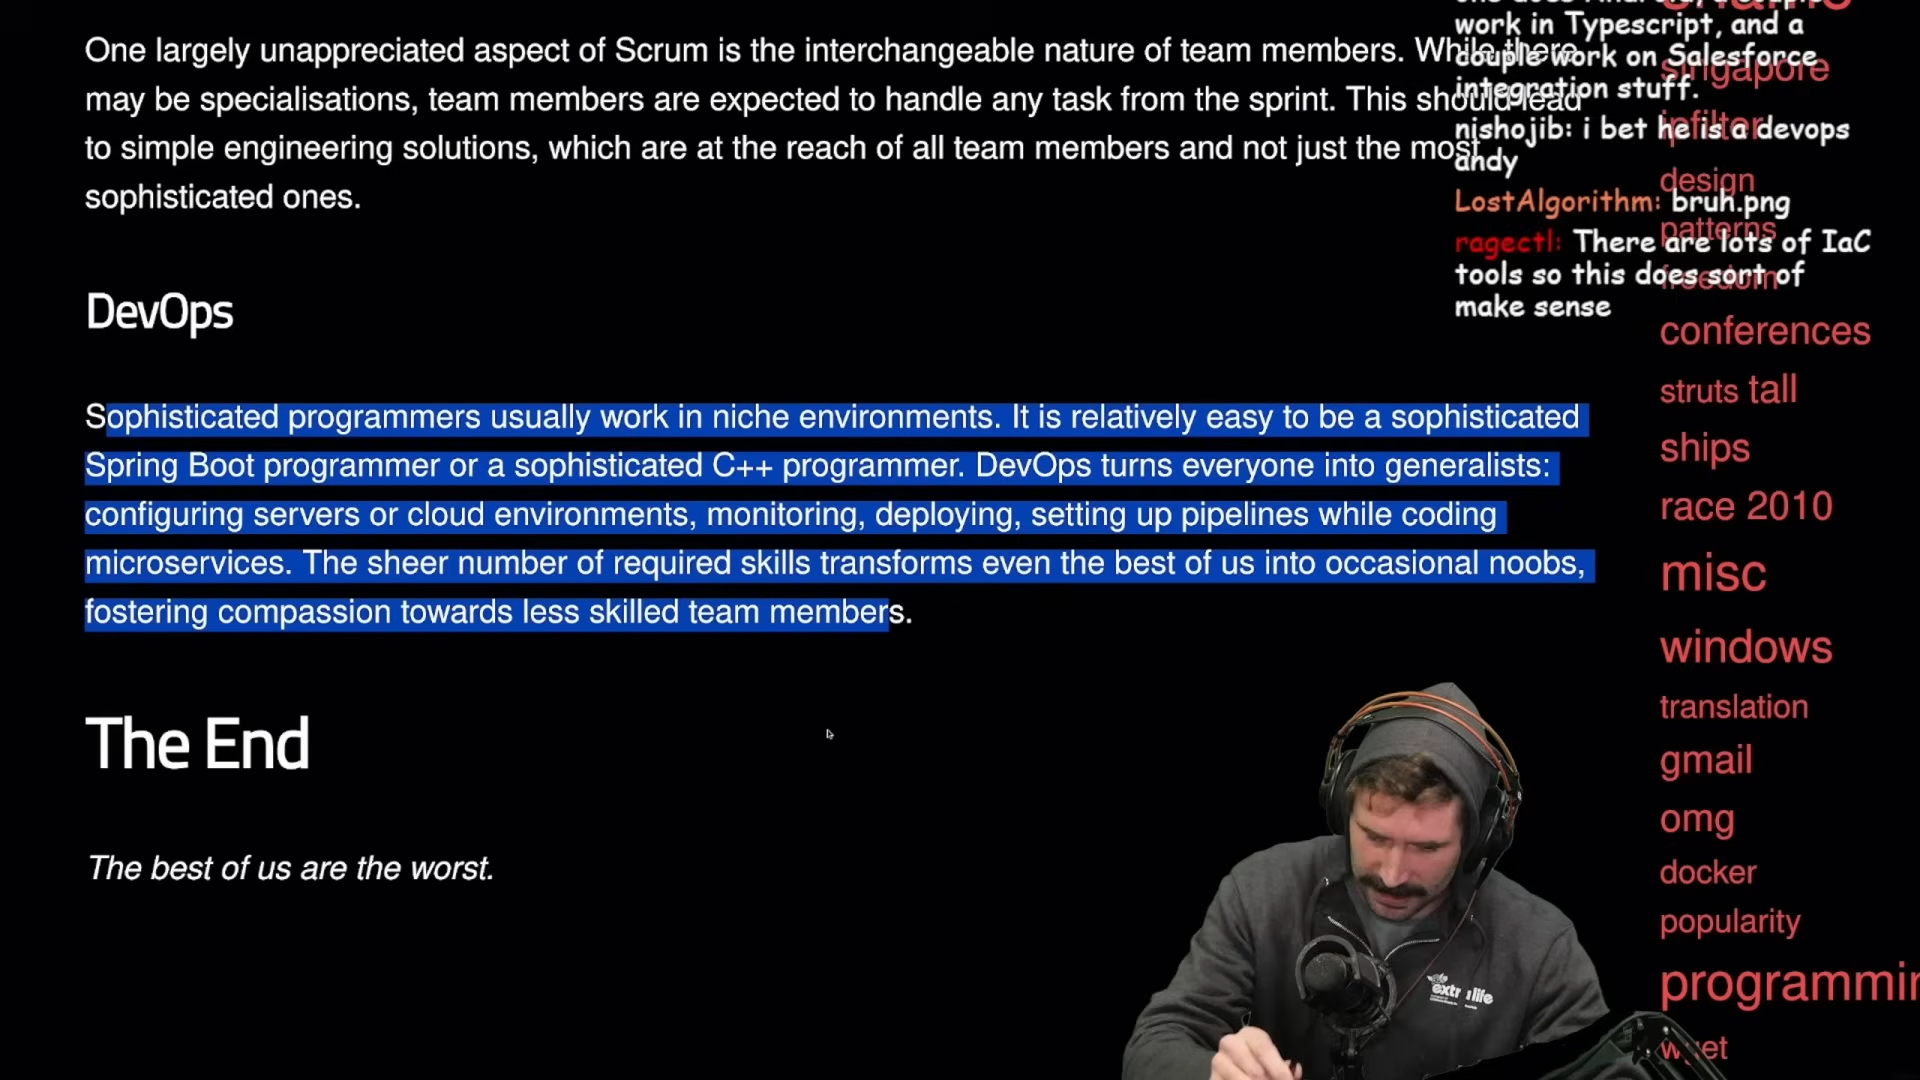 One largely unappreciated aspect of Scrum is the interchangeable nature of team members. While there
may be specialisations, team members are expected to handle any task from the sprint. This should lead
to simple engineering solutions, which are at the reach of all team members and not just the most
sophisticated ones.
DevOps
Sophisticated programmers usually work in niche environments. It is relatively easy to be a sophisticated
Spring Boot programmer or a sophisticated C++ programmer. DevOps turns everyone into generalists:
configuring servers or cloud environments, monitoring, deploying, setting up pipelines while coding
microservices. The sheer number of required skills transforms even the best of us into occasional noobs,
fostering compassion towards less skilled team members.
The End
The best of us are the worst.
work in Typescript, and a
couple work on Salesforce
integration stuff.
nishojib: i bet he is a devops
andy
LostAlgorithm: bruh.png
ragectl: There are lots of IaC
tools so this does sort of
make sense
singapore
jpfilter
design
patterns
freedom
conferences
struts tall
ships
race 2010
misc
windows
translation
gmail
omg
docker
popularity
wget